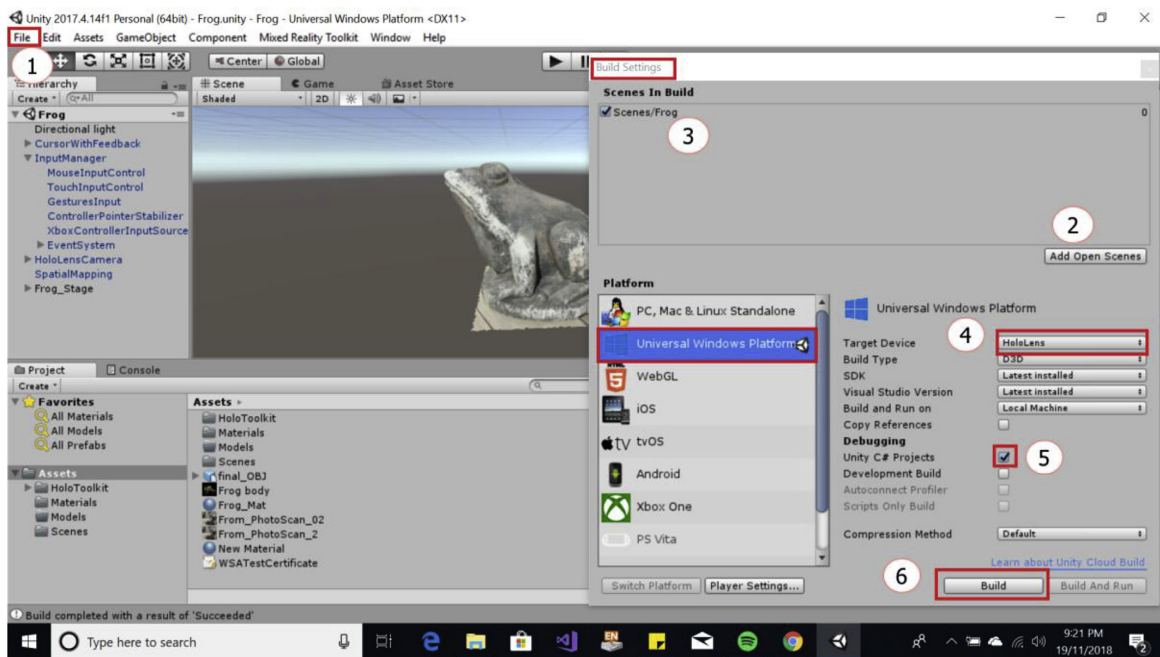 Unity 2017.4.14f1 Personal (64bit) - Frog.unity - Frog - Universal Windows Platform <DX11>
File Edit Assets GameObject Component Mixed Reality Toolkit Window Help
1
Center Global
Hierarchy
Create All
Frog
Directional light
CursorWithFeedback
InputManager
MouseInputControl
TouchInputControl
GesturesInput
ControllerPointerStabilizer
XboxControllerInputSource
EventSystem
HoloLensCamera
SpatialMapping
Frog_Stage
Scene Game Asset Store
Shaded 2D
Build Settings
Scenes In Build
Scenes/Frog 0
3
2
Add Open Scenes
Platform
PC, Mac & Linux Standalone
Universal Windows Platform
HTML
5 WebGL
iOS
tv tvOS
Android
Xbox One
PS Vita
Switch Platform Player Settings...
Universal Windows Platform
4
Target Device HoloLens
Build Type D3D
SDK Latest installed
Visual Studio Version Latest installed
Build and Run on Local Machine
Copy References
Debugging
Unity C# Projects 5
Development Build
Autoconnect Profiler
Scripts Only Build
Compression Method Default
Learn about Unity Cloud Build
6
Build Build And Run
Project Console
Create
Favorites
All Materials
All Models
All Prefabs
Assets
HoloToolkit
Materials
Models
Scenes
Assets
HoloToolkit
Materials
Models
Scenes
final_OBJ
Frog body
Frog_Mat
From_PhotoScan_02
From_PhotoScan_2
New Material
WSATestCertificate
Build completed with a result of 'Succeeded'
Type here to search
EN
9:21 PM
19/11/2018
2